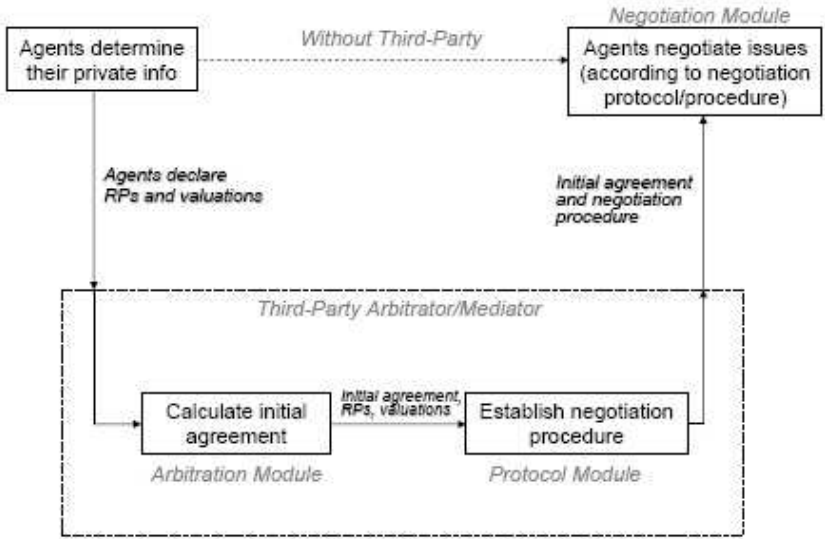 Negotiation Module
Agents determine
their private info
Without Third-Party
Agents negotiate issues
(according to negotiation
protocol/procedure)
Agents declare
RPs and valuations
Initial agreement
and negotiation
procedure
Third-Party Arbitrator/Mediator
Calculate initial
agreement
Initial agreement,
RPs, valuations
Establish negotiation
procedure
Arbitration Module
Protocol Module